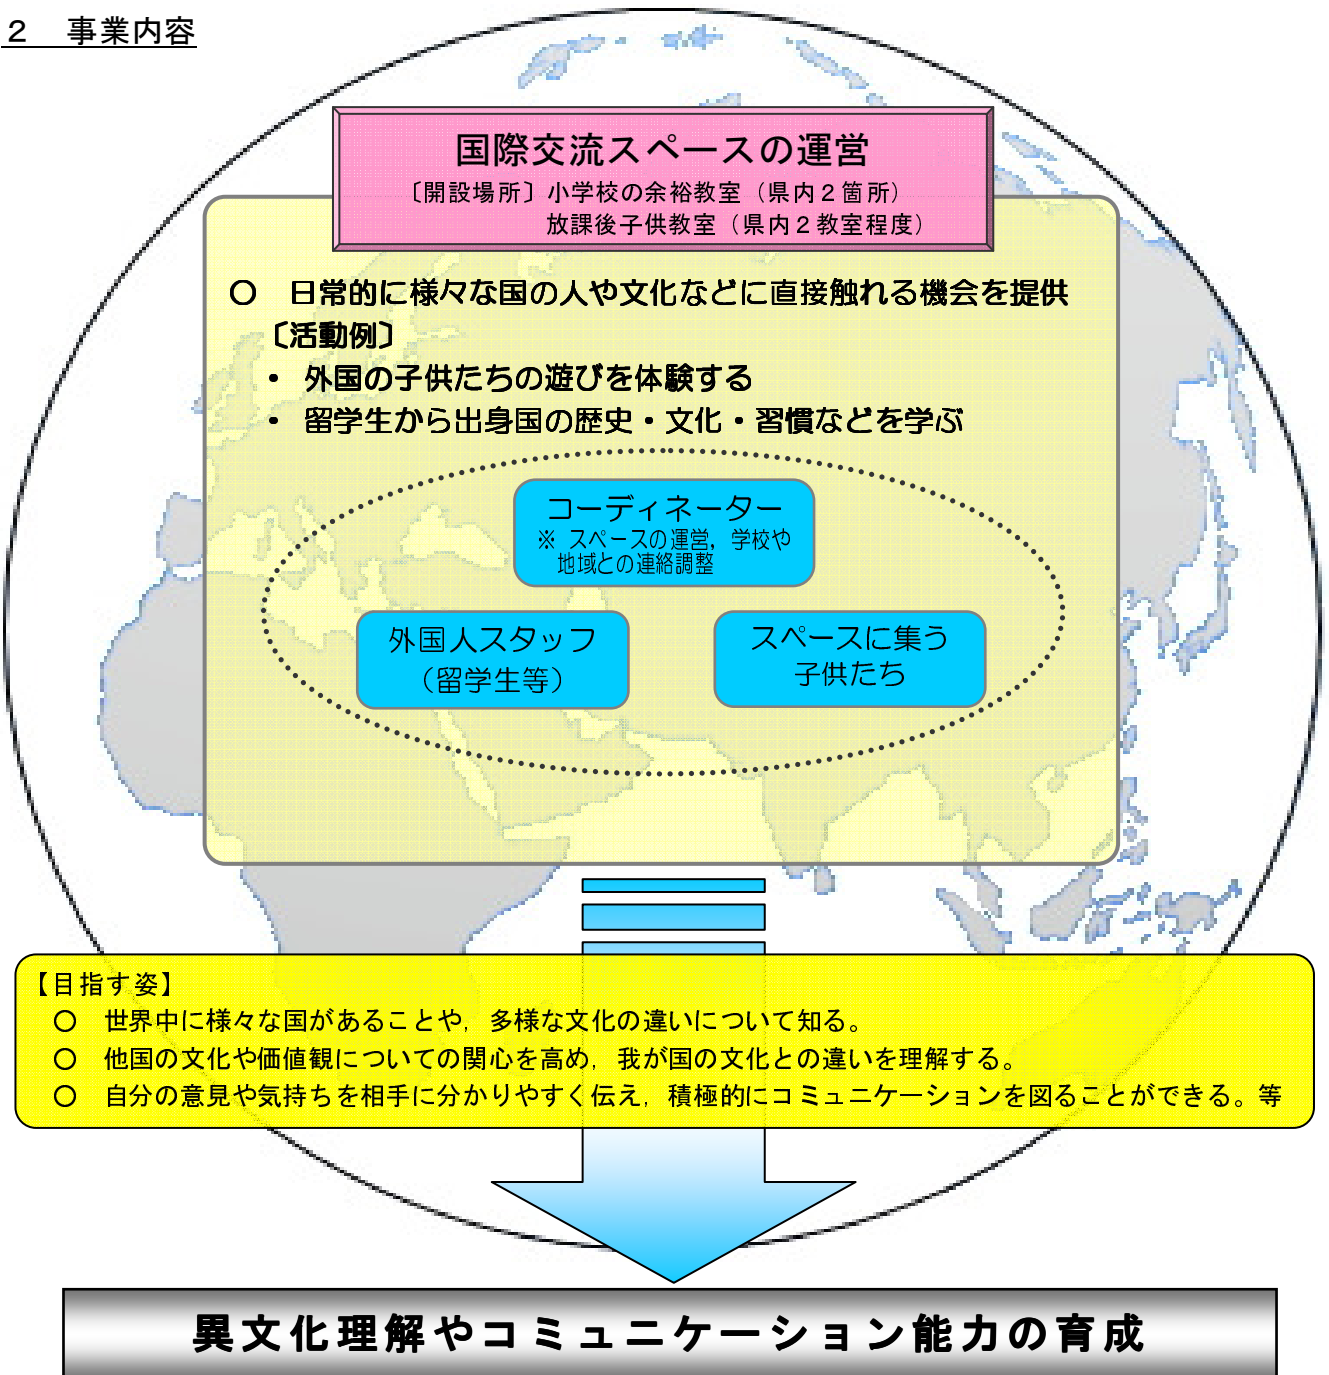 ２　事業内容
国際交流スペースの運営
〔開設場所〕小学校の余裕教室（県内２箇所）
放課後子供教室（県内２教室程度）
○　日常的に様々な国の人や文化などに直接触れる機会を提供
〔活動例〕
・　外国の子供たちの遊びを体験する
・　留学生から出身国の歴史・文化・習慣などを学ぶ
コーディネーター
※ スペースの運営，学校や
地域との連絡調整
外国人スタッフ
（留学生等）
スペースに集う
子供たち
【目指す姿】
○　世界中に様々な国があることや，多様な文化の違いについて知る。
○　他国の文化や価値観についての関心を高め，我が国の文化との違いを理解する。
○　自分の意見や気持ちを相手に分かりやすく伝え，積極的にコミュニケーションを図ることができる。等
異文化理解やコミュニケーション能力の育成